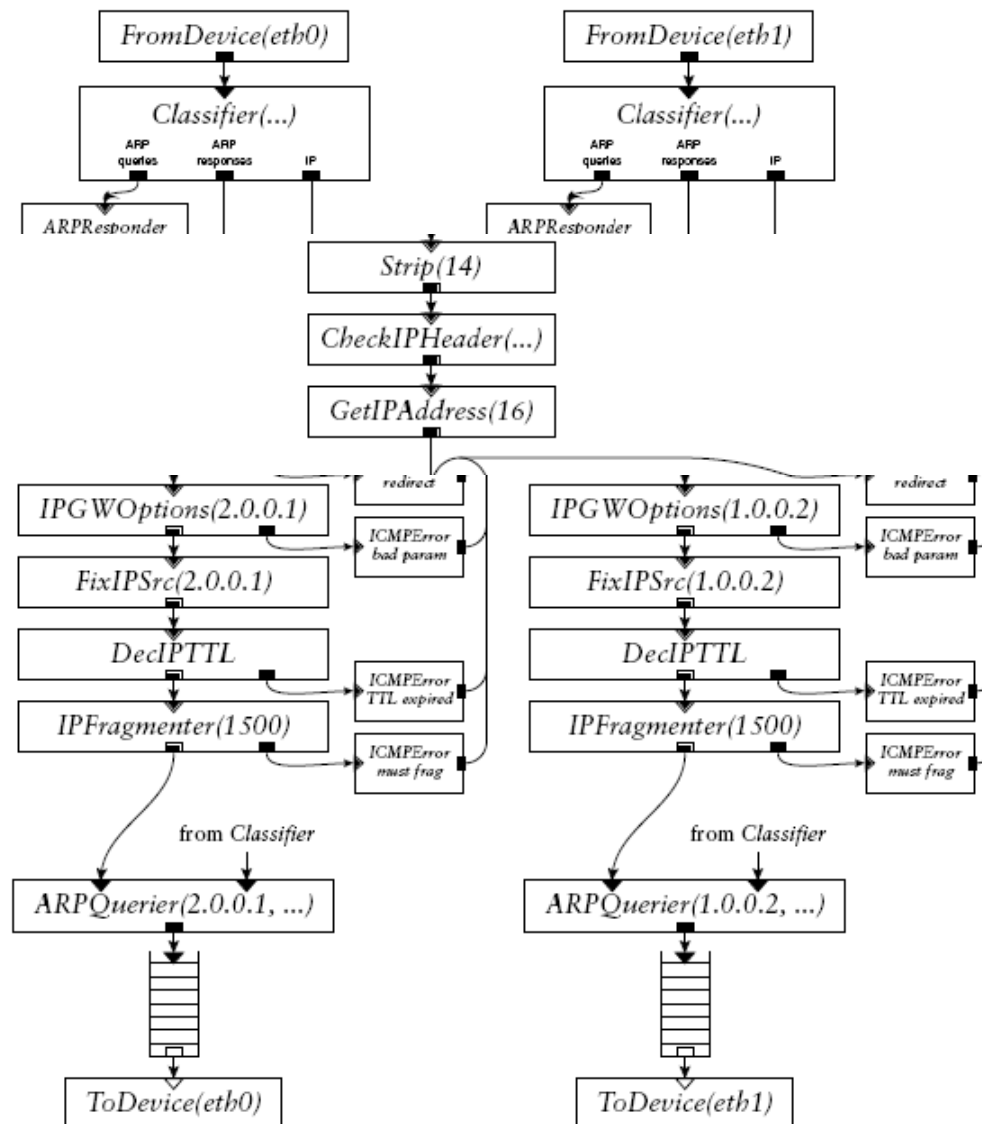 FromDevice(eth0)
FromDevice(eth1)
Classifier(...)
Classifier(...)
ARP queries
ARP responses
IP
ARP queries
ARP responses
IP
ARPResponder
ARPResponder
Strip(14)
CheckIPHeader(...)
GetIPAddress(16)
redirect
redirect
IPGWOptions(2.0.0.1)
ICMPError
bad param
IPGWOptions(1.0.0.2)
ICMPError
bad param
FixIPSrc(2.0.0.1)
FixIPSrc(1.0.0.2)
DecIPTTL
ICMPError
TTL expired
DecIPTTL
ICMPError
TTL expired
IPFragmenter(1500)
ICMPError
must frag
IPFragmenter(1500)
ICMPError
must frag
from Classifier
from Classifier
ARPQuerier(2.0.0.1, ...)
ARPQuerier(1.0.0.2, ...)
ToDevice(eth0)
ToDevice(eth1)